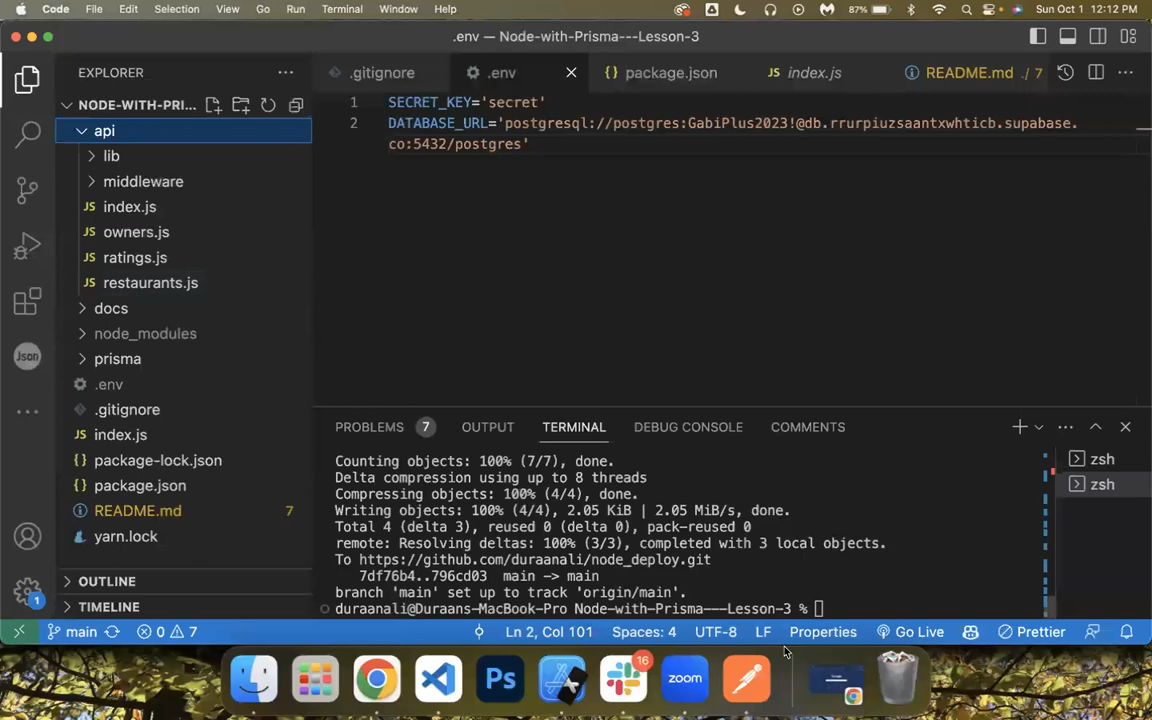 Code File Edit Selection View Go Run Terminal Window Help 87% Sun Oct 1 12:12 PM
.env — Node-with-Prisma---Lesson-3
EXPLORER
.gitignore .env package.json JS index.js README.md ./ 7
NODE-WITH-PRI...
api
lib
middleware
JS index.js
JS owners.js
JS ratings.js
JS restaurants.js
docs
node_modules
prisma
.env
.gitignore
JS index.js
{} package-lock.json
{} package.json
README.md 7
yarn.lock
OUTLINE
TIMELINE
Json
1
1 SECRET_KEY='secret'
2 DATABASE_URL='postgresql://postgres:GabiPlus2023!@db.rrurpiuzsaantxwhticb.supabase.
co:5432/postgres'
PROBLEMS 7 OUTPUT TERMINAL DEBUG CONSOLE COMMENTS
Counting objects: 100% (7/7), done.
Delta compression using up to 8 threads
Compressing objects: 100% (4/4), done.
Writing objects: 100% (4/4), 2.05 KiB | 2.05 MiB/s, done.
Total 4 (delta 3), reused 0 (delta 0), pack-reused 0
remote: Resolving deltas: 100% (3/3), completed with 3 local objects.
To https://github.com/duraanali/node_deploy.git
7df76b4..796cd03 main -> main
branch 'main' set up to track 'origin/main'.
duraanali@Duraans-MacBook-Pro Node-with-Prisma---Lesson-3 %
zsh
zsh
main 0 7 Ln 2, Col 101 Spaces: 4 UTF-8 LF Properties Go Live Prettier
Ps 16 zoom